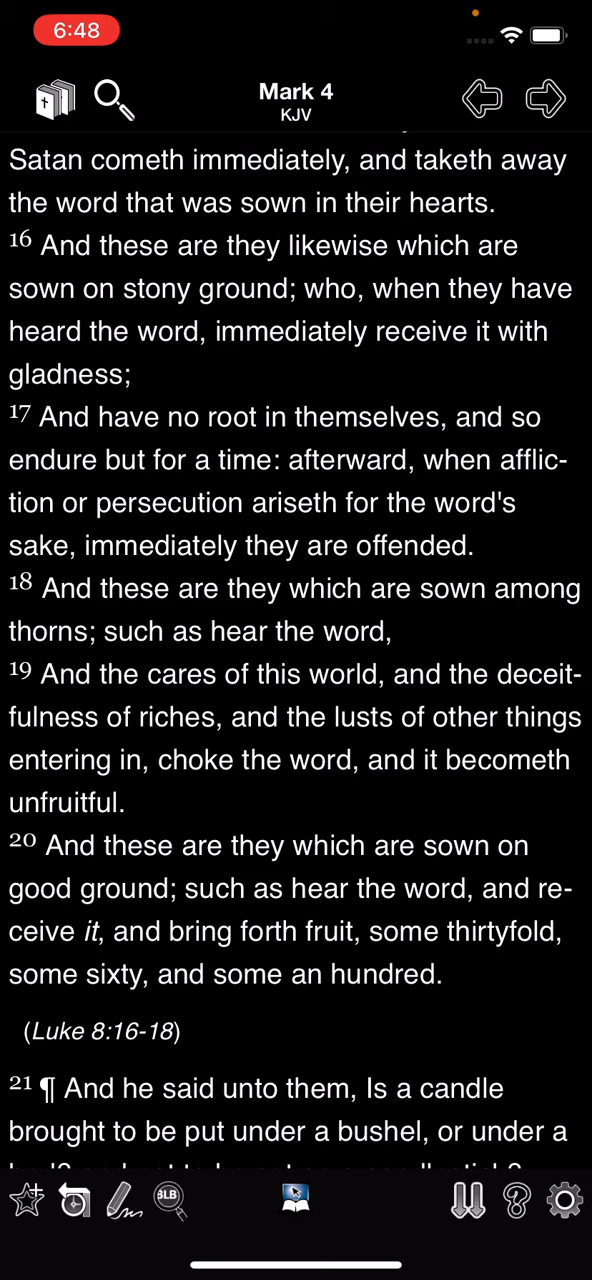 6:48
Mark 4
KJV
Satan cometh immediately, and taketh away
the word that was sown in their hearts.
16 And these are they likewise which are
sown on stony ground; who, when they have
heard the word, immediately receive it with
gladness;
17 And have no root in themselves, and so
endure but for a time: afterward, when afflic-
tion or persecution ariseth for the word's
sake, immediately they are offended.
18 And these are they which are sown among
thorns; such as hear the word,
19 And the cares of this world, and the deceit-
fulness of riches, and the lusts of other things
entering in, choke the word, and it becometh
unfruitful.
20 And these are they which are sown on
good ground; such as hear the word, and re-
ceive it, and bring forth fruit, some thirtyfold,
some sixty, and some an hundred.
(Luke 8:16-18)
21 ¶ And he said unto them, Is a candle
brought to be put under a bushel, or under a
BLB